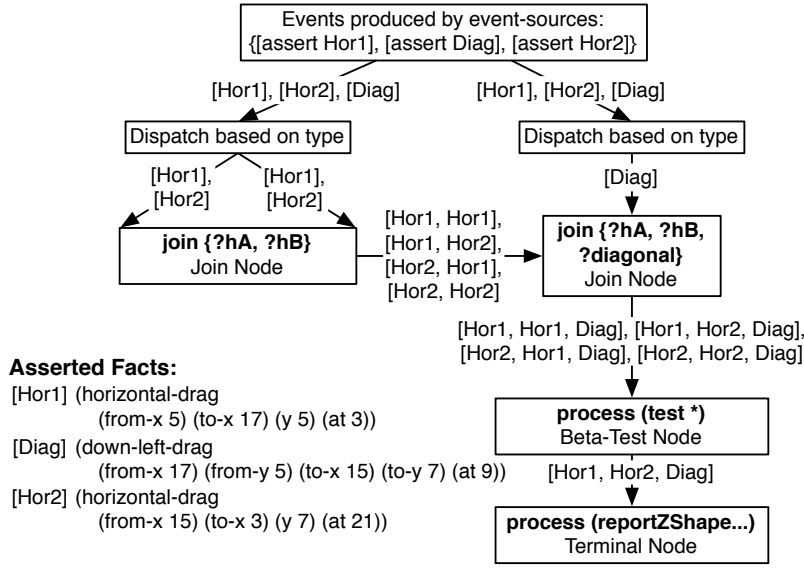 Events produced by event-sources:
{[assert Hor1], [assert Diag], [assert Hor2]}
[Hor1], [Hor2], [Diag]
[Hor1], [Hor2], [Diag]
Dispatch based on type
Dispatch based on type
[Hor1],
[Hor2]
[Hor1],
[Hor2]
[Diag]
join {?hA, ?hB}
Join Node
[Hor1, Hor1],
[Hor1, Hor2],
[Hor2, Hor1],
[Hor2, Hor2]
join {?hA, ?hB,
?diagonal}
Join Node
[Hor1, Hor1, Diag], [Hor1, Hor2, Diag],
[Hor2, Hor1, Diag], [Hor2, Hor2, Diag]
Asserted Facts:
[Hor1] (horizontal-drag
(from-x 5) (to-x 17) (y 5) (at 3))
[Diag] (down-left-drag
(from-x 17) (from-y 5) (to-x 15) (to-y 7) (at 9))
[Hor2] (horizontal-drag
(from-x 15) (to-x 3) (y 7) (at 21))
process (test *)
Beta-Test Node
[Hor1, Hor2, Diag]
process (reportZShape...)
Terminal Node